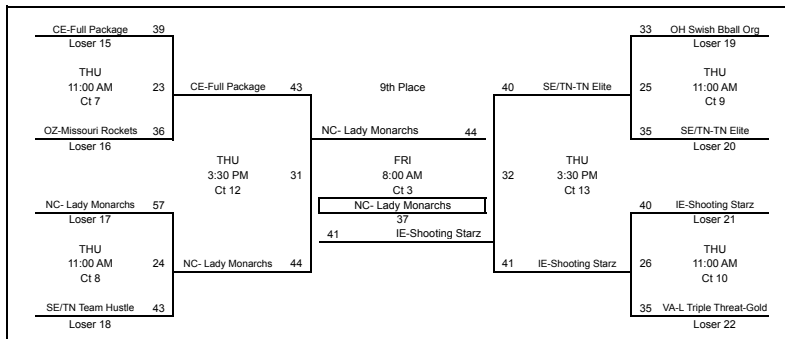 CE-Full Package 39
Loser 15
THU
11:00 AM
Ct 7
23
OZ-Missouri Rockets 36
Loser 16
NC- Lady Monarchs 57
Loser 17
THU
11:00 AM
Ct 8
24
SE/TN Team Hustle 43
Loser 18
CE-Full Package 43
THU
3:30 PM
Ct 12
31
NC- Lady Monarchs 44
9th Place
NC- Lady Monarchs 44
FRI
8:00 AM
Ct 3
NC- Lady Monarchs
37
41 IE-Shooting Starz
40 SE/TN-TN Elite
32
THU
3:30 PM
Ct 13
41 IE-Shooting Starz
33 OH Swish Bball Org
Loser 19
25
THU
11:00 AM
Ct 9
35 SE/TN-TN Elite
Loser 20
40 IE-Shooting Starz
Loser 21
26
THU
11:00 AM
Ct 10
35 VA-L Triple Threat-Gold
Loser 22